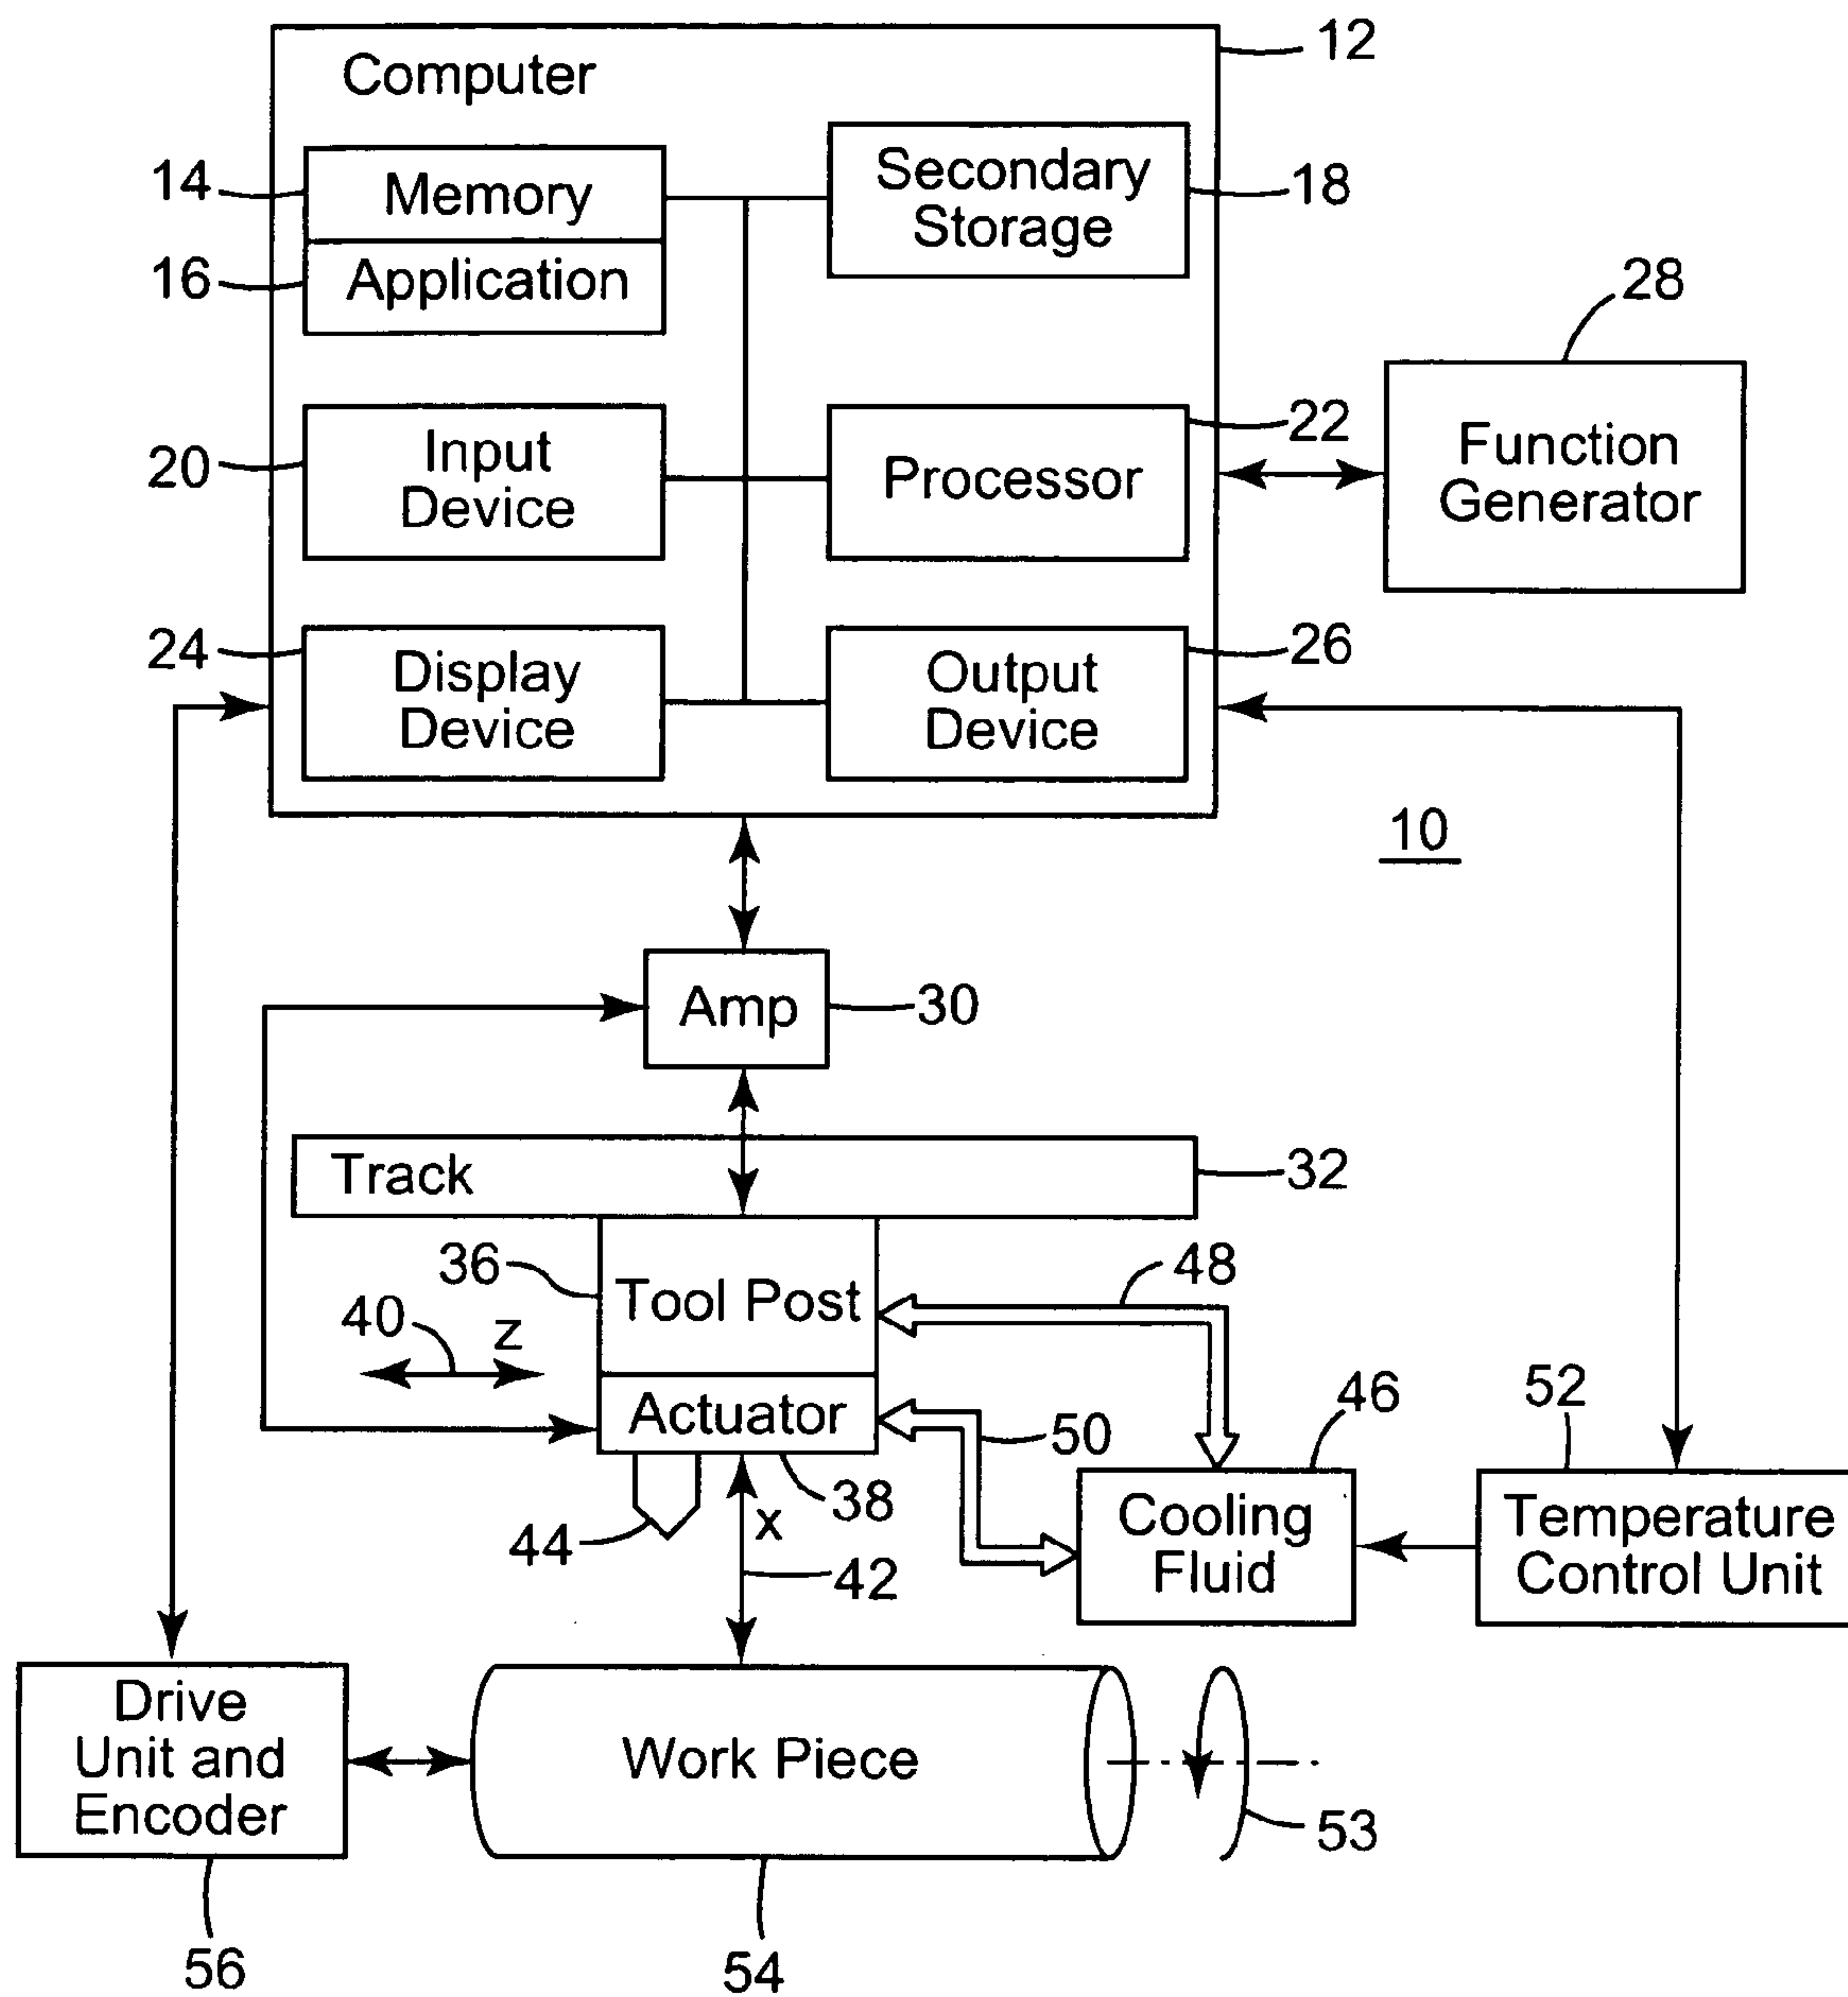 12
Computer
14
Memory
Secondary
Storage
18
16
Application
28
20
Input
Device
Processor
22
Function
Generator
24
Display
Device
Output
Device
26
10
Amp
30
Track
32
36
Tool Post
48
40
z
Actuator
50
46
52
44
x
38
42
Cooling
Fluid
Temperature
Control Unit
Drive
Unit and
Encoder
Work Piece
53
56
54